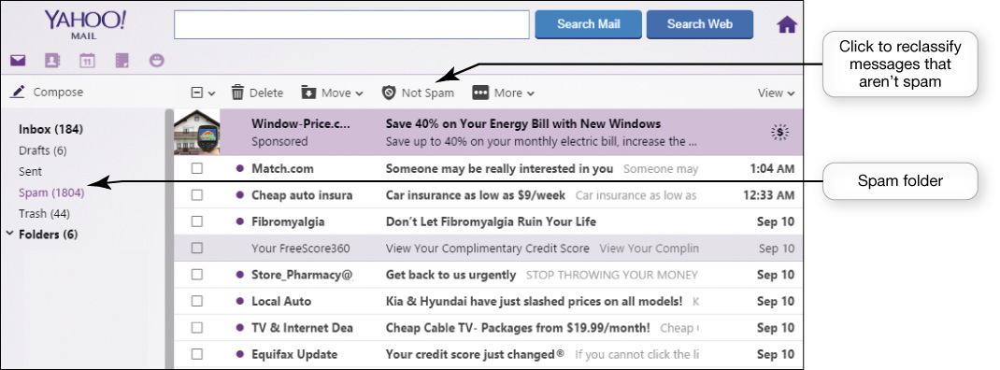 YAHOO!
MAIL
Search Mail
Search Web
Click to reclassify
messages that
aren't spam
11
Compose
Delete
Move
Not Spam
More
View
Inbox (184)
Drafts (6)
Sent
Spam (1804)
Trash (44)
Folders (6)
Window-Price.c... Save 40% on Your Energy Bill with New Windows
Sponsored Save up to 40% on your monthly electric bill, increase the ...
$
Match.com Someone may be really interested in you Someone may 1:04 AM
Cheap auto insura Car insurance as low as $9/week Car insurance as low as 12:33 AM
Fibromyalgia Don't Let Fibromyalgia Ruin Your Life Sep 10
Your FreeScore360 View Your Complimentary Credit Score View Your Complin Sep 10
Store_Pharmacy@ Get back to us urgently STOP THROWING YOUR MONEY Sep 10
Local Auto Kia & Hyundai have just slashed prices on all models! K Sep 10
TV & Internet Dea Cheap Cable TV- Packages from $19.99/month! Cheap Sep 10
Equifax Update Your credit score just changed® If you cannot click the li Sep 10
Spam folder